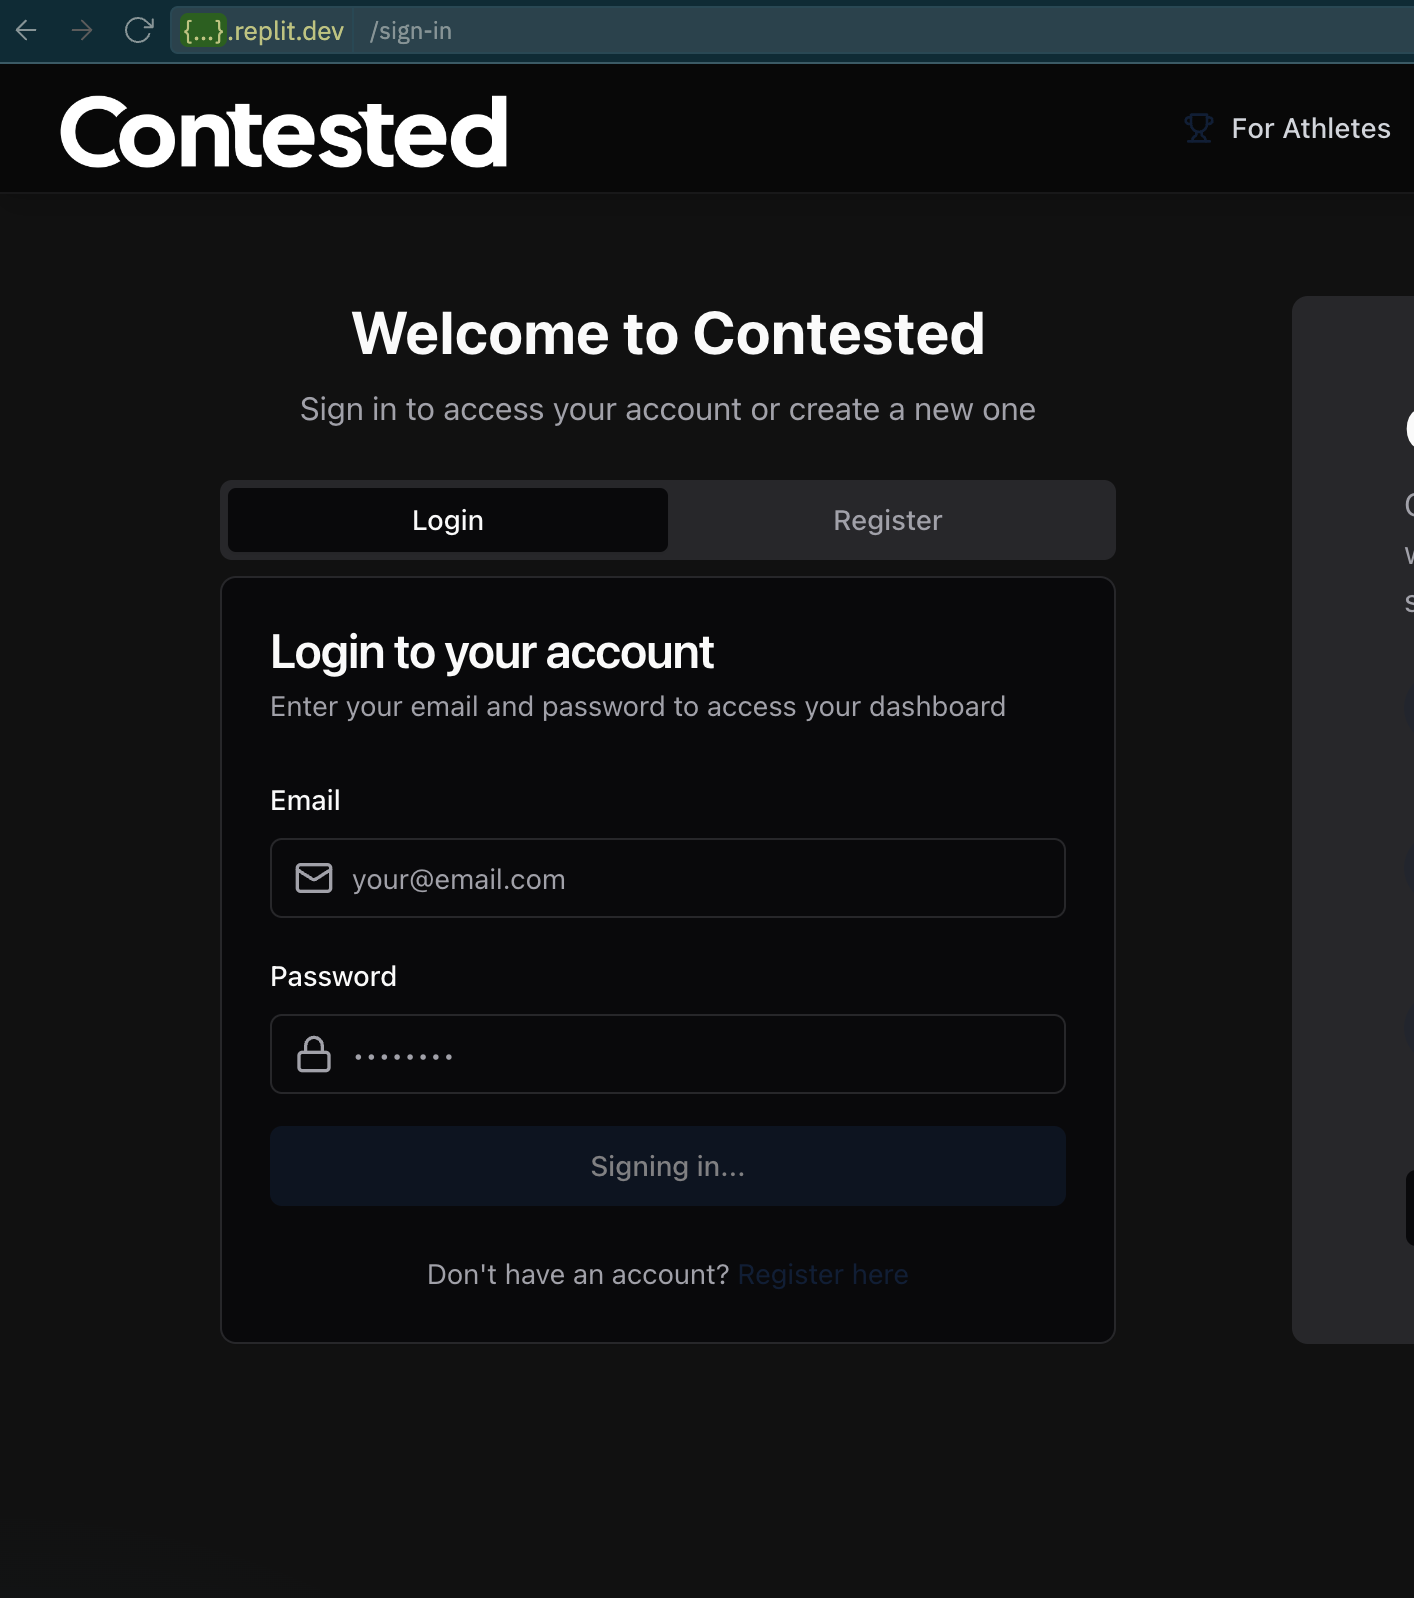 {...}.replit.dev /sign-in
Contested
For Athletes
Welcome to Contested
Sign in to access your account or create a new one
Login
Register
Login to your account
Enter your email and password to access your dashboard
Email
your@email.com
Password
••••••••
Signing in...
Don't have an account? Register here